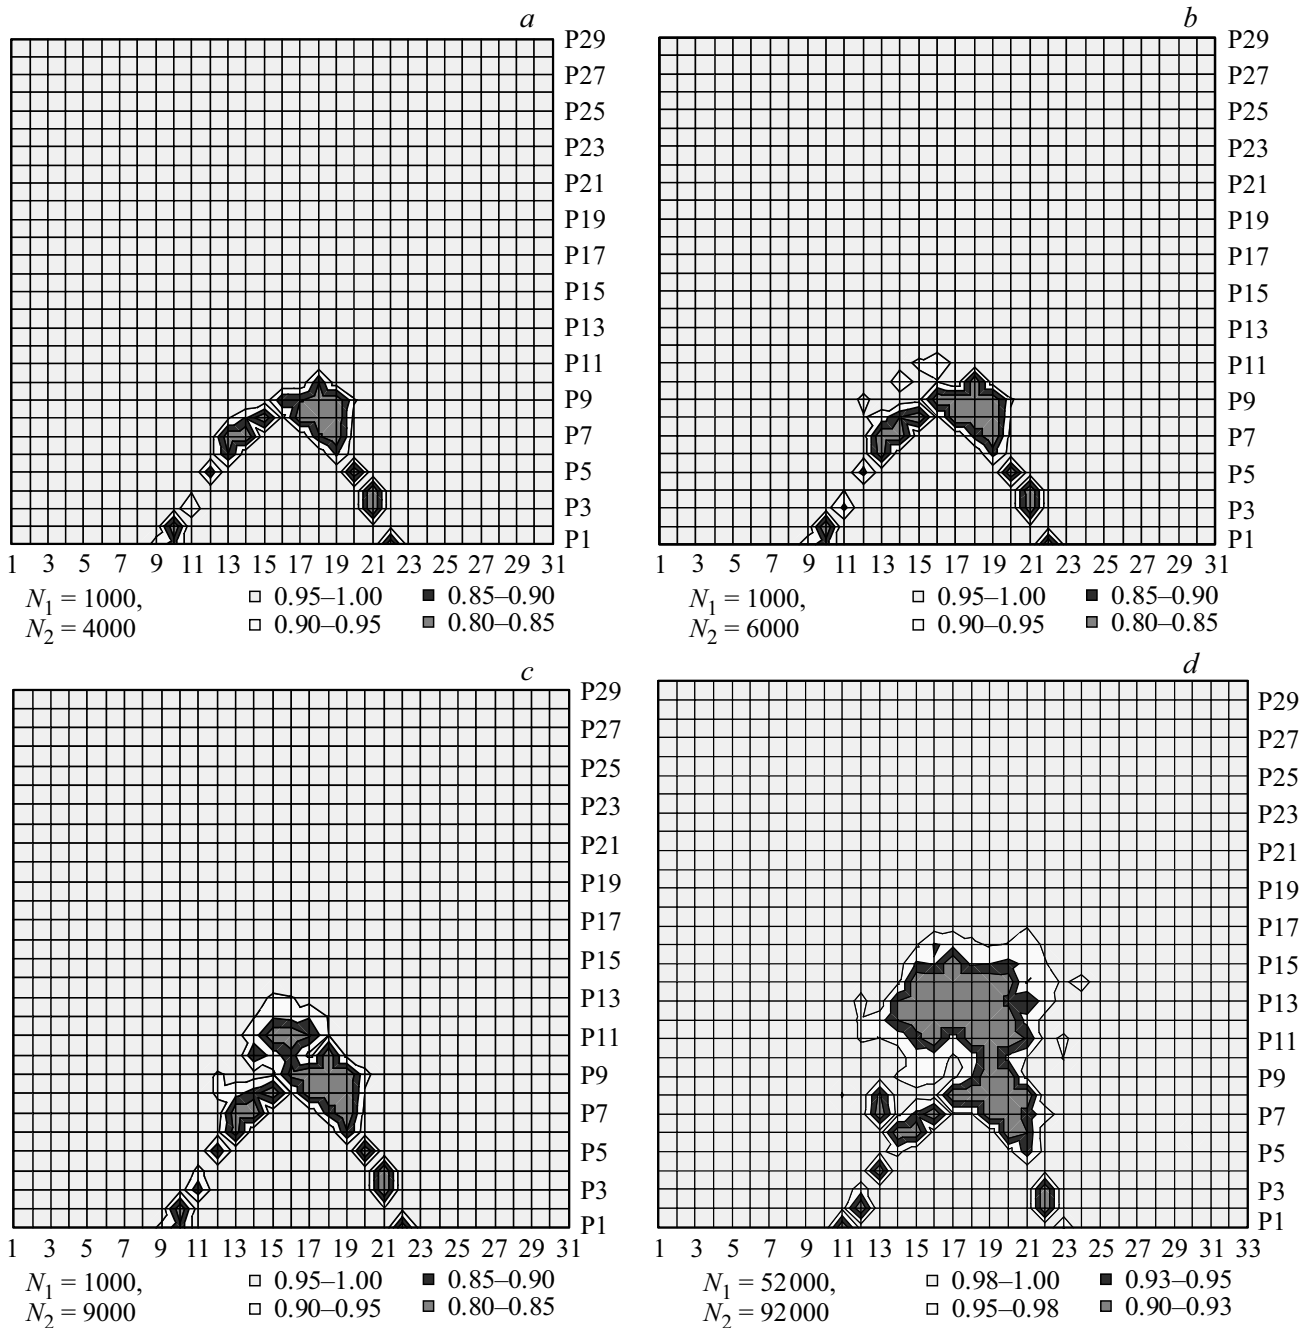 a
P29
P27
P25
P23
P21
P19
P17
P15
P13
P11
P9
P7
P5
P3
P1
1 3 5 7 9 11 13 15 17 19 21 23 25 27 29 31
N1 = 1000, 0.95–1.00 0.85–0.90
N2 = 4000 0.90–0.95 0.80–0.85
b
P29
P27
P25
P23
P21
P19
P17
P15
P13
P11
P9
P7
P5
P3
P1
1 3 5 7 9 11 13 15 17 19 21 23 25 27 29 31
N1 = 1000, 0.95–1.00 0.85–0.90
N2 = 6000 0.90–0.95 0.80–0.85
c
P29
P27
P25
P23
P21
P19
P17
P15
P13
P11
P9
P7
P5
P3
P1
1 3 5 7 9 11 13 15 17 19 21 23 25 27 29 31
N1 = 1000, 0.95–1.00 0.85–0.90
N2 = 9000 0.90–0.95 0.80–0.85
d
P29
P27
P25
P23
P21
P19
P17
P15
P13
P11
P9
P7
P5
P3
P1
1 3 5 7 9 11 13 15 17 19 21 23 25 27 29 31 33
N1 = 52000, 0.98–1.00 0.93–0.95
N2 = 92000 0.95–0.98 0.90–0.93